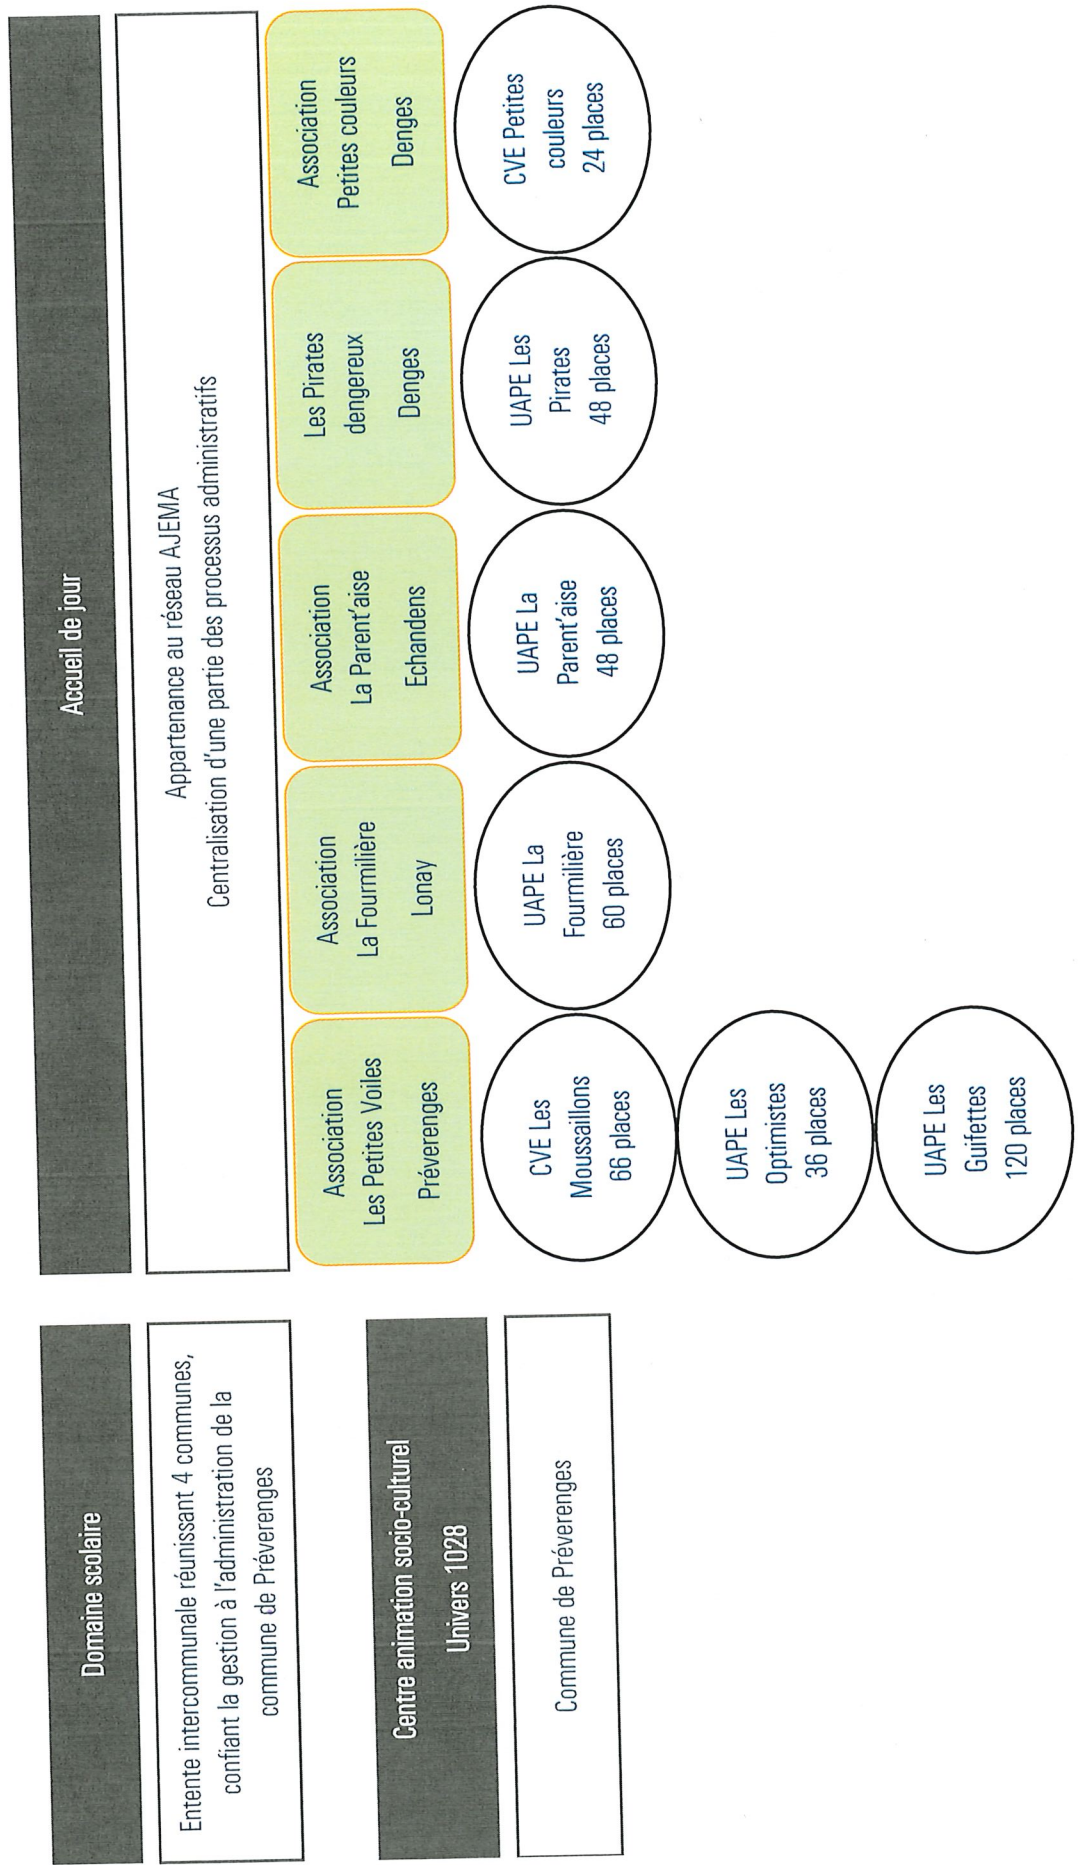 Domaine scolaire
Entente intercommunale réunissant 4 communes,
confiant la gestion à l'administration de la
commune de Préverenges
Centre animation socio-culturel
Univers 1028
Commune de Préverenges
Accueil de jour
Appartenance au réseau AJEMA
Centralisation d'une partie des processus administratifs
Association
Les Petites Voiles
Préverenges
CVE Les
Moussaillons
66 places
UAPE Les
Optimistes
36 places
UAPE Les
Guifettes
120 places
Association
La Fourmilière
Lonay
UAPE La
Fourmilière
60 places
Association
La Parent'aise
Echandens
UAPE La
Parent'aise
48 places
Les Pirates
dengereux
Denges
UAPE Les
Pirates
48 places
Association
Petites couleurs
Denges
CVE Petites
couleurs
24 places